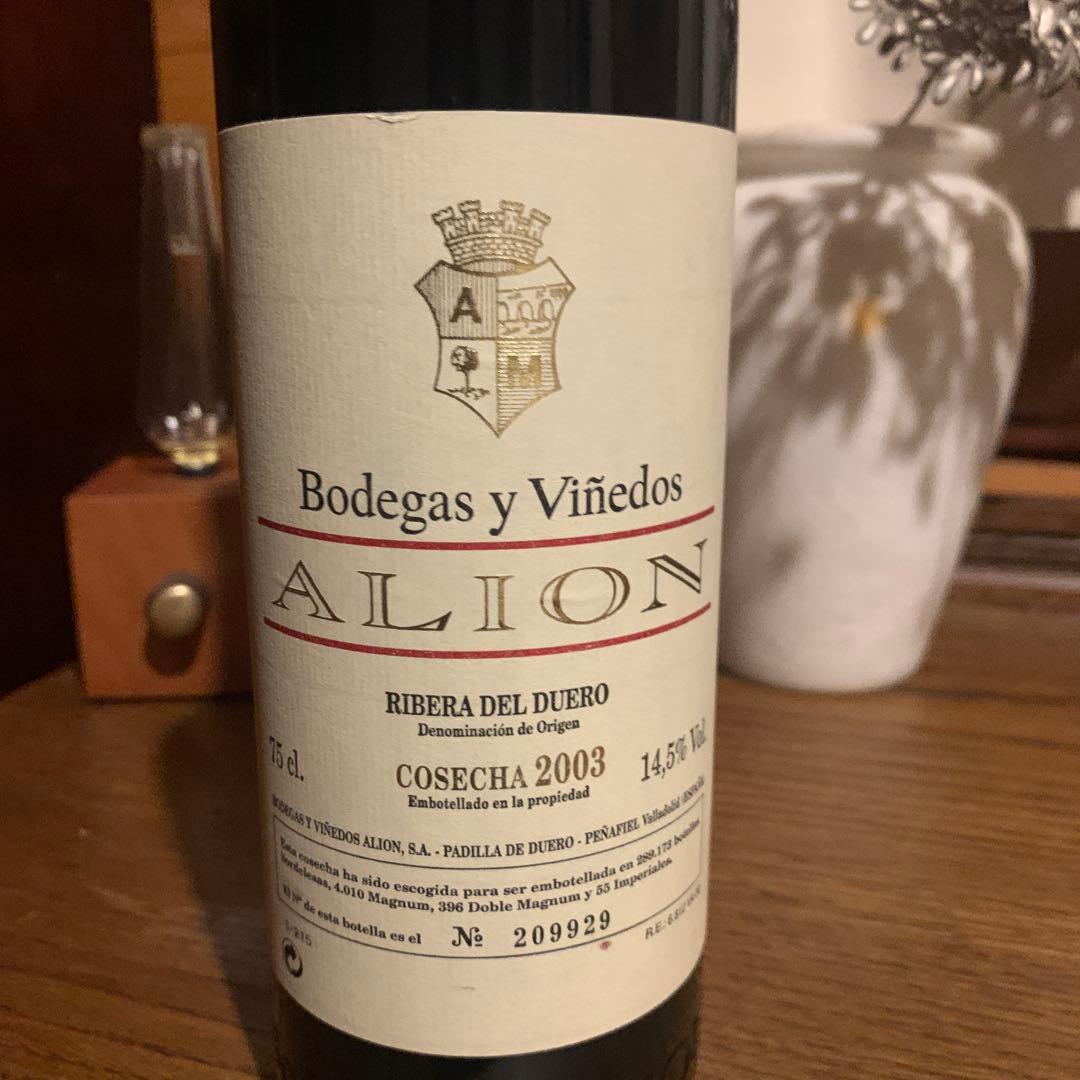 A
M
Bodegas y Viñedos
ALION
RIBERA DEL DUERO
Denominación de Origen
75 cl.
COSECHA 2003
14,5% Vol.
Embotellado en la propiedad
BODEGAS Y VIÑEDOS ALION, S.A. - PADILLA DE DUERO - PEÑAFIEL Valladolid (ESPAÑA
Esta cosecha ha sido escogida para ser embotellada en 289.173 botellas
bordelesas, 4.010 Magnum, 396 Doble Magnum y 55 Imperiales.
El Nº de esta botella es el Nº 209929
R.E.: